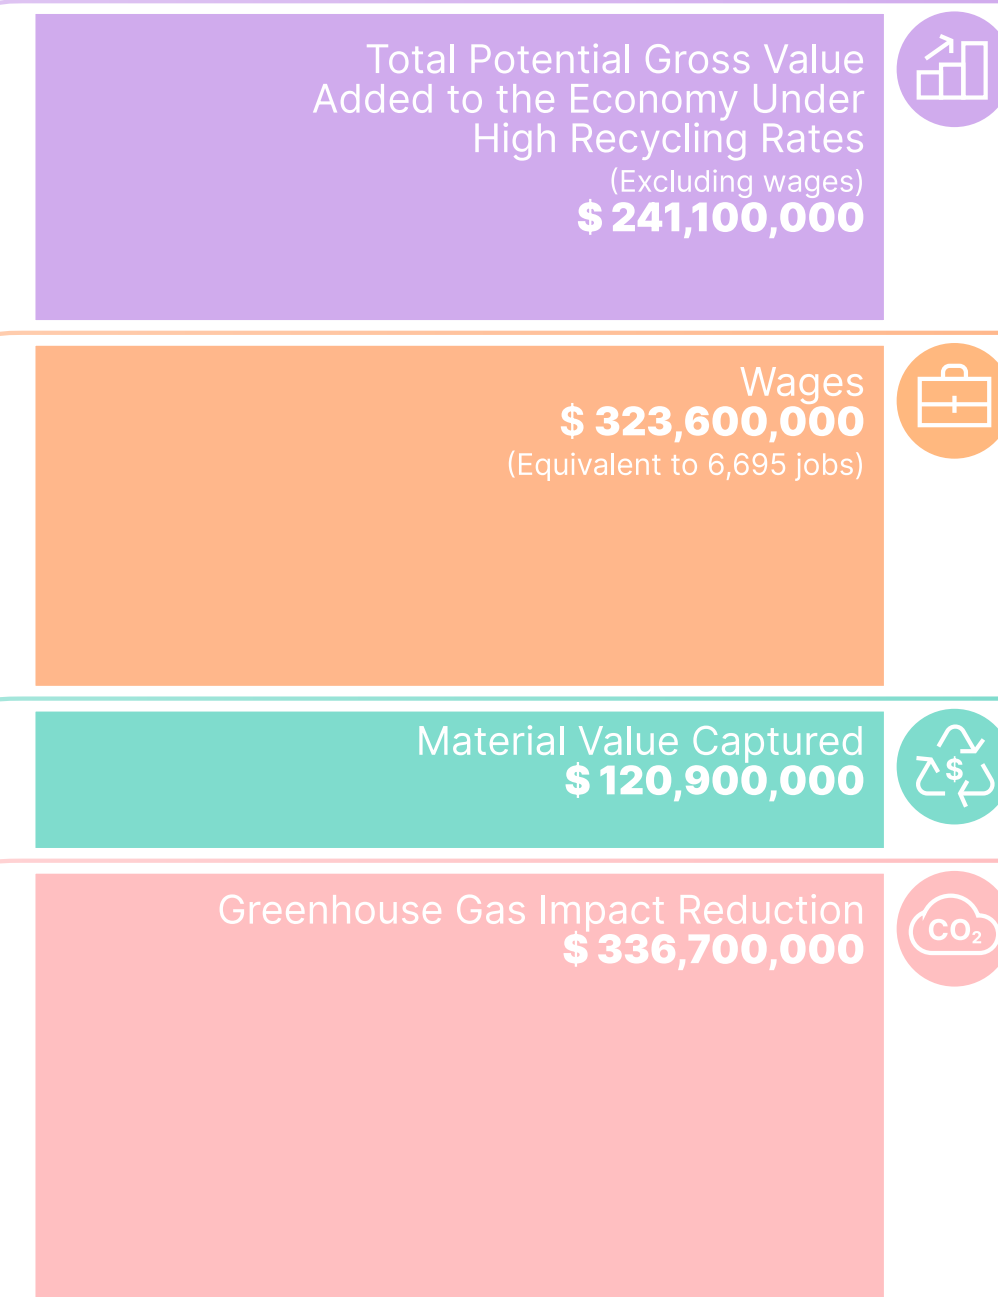 Total Potential Gross Value
Added to the Economy Under
High Recycling Rates
(Excluding wages)
$ 241,100,000
Wages
$ 323,600,000
(Equivalent to 6,695 jobs)
Material Value Captured
$ 120,900,000
$
Greenhouse Gas Impact Reduction
$ 336,700,000
CO₂